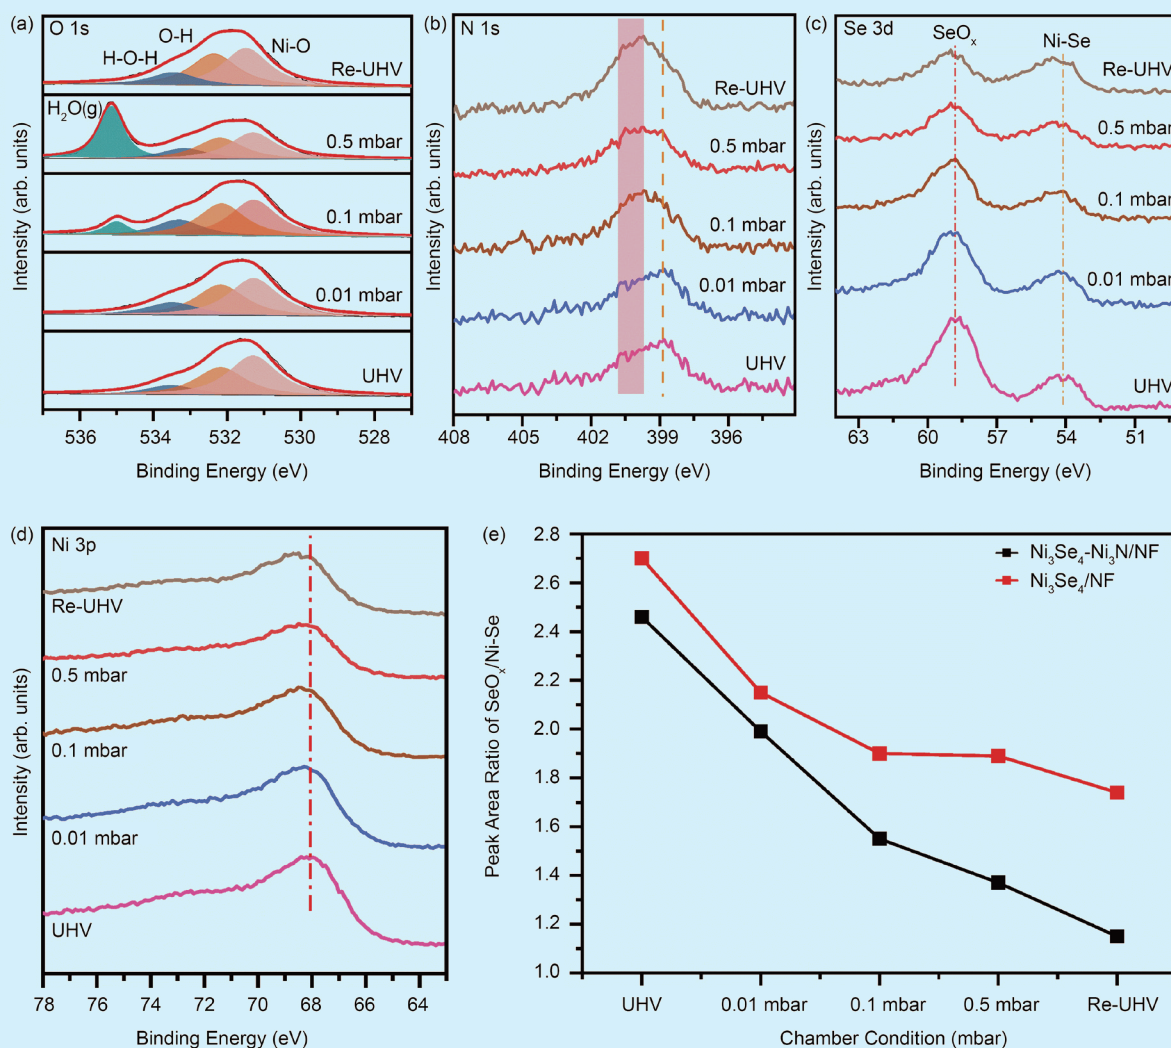 (a)
O 1s
O-H
H-O-H
Ni-O
Re-UHV
H₂O(g)
0.5 mbar
0.1 mbar
0.01 mbar
UHV
Intensity (arb. units)
536 534 532 530 528
Binding Energy (eV)
(b)
N 1s
Re-UHV
0.5 mbar
0.1 mbar
0.01 mbar
UHV
Intensity (arb. units)
408 405 402 399 396
Binding Energy (eV)
(c)
Se 3d
SeOₓ
Ni-Se
Re-UHV
0.5 mbar
0.1 mbar
0.01 mbar
UHV
Intensity (arb. units)
63 60 57 54 51
Binding Energy (eV)
(d)
Ni 3p
Re-UHV
0.5 mbar
0.1 mbar
0.01 mbar
UHV
Intensity (arb. units)
78 76 74 72 70 68 66 64
Binding Energy (eV)
(e)
Ni₃Se₄-Ni₃N/NF
Ni₃Se₄/NF
Peak Area Ratio of SeOₓ/Ni-Se
2.8
2.6
2.4
2.2
2.0
1.8
1.6
1.4
1.2
1.0
UHV 0.01 mbar 0.1 mbar 0.5 mbar Re-UHV
Chamber Condition (mbar)